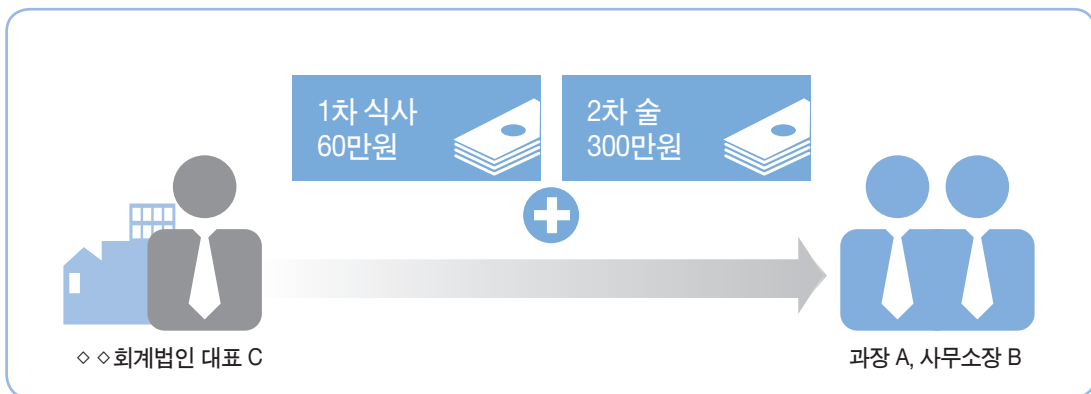 1차 식사
60만원
2차 술
300만원
◇ ◇회계법인 대표 C
과장 A, 사무소장 B